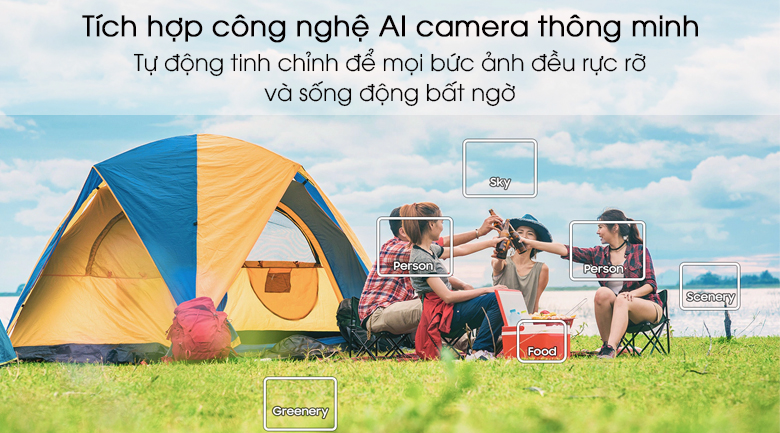 Tích hợp công nghệ AI camera thông minh
Tự động tinh chỉnh để mọi bức ảnh đều rực rỡ
và sống động bất ngờ
Sky
Person
Person
Scenery
Food
Greenery